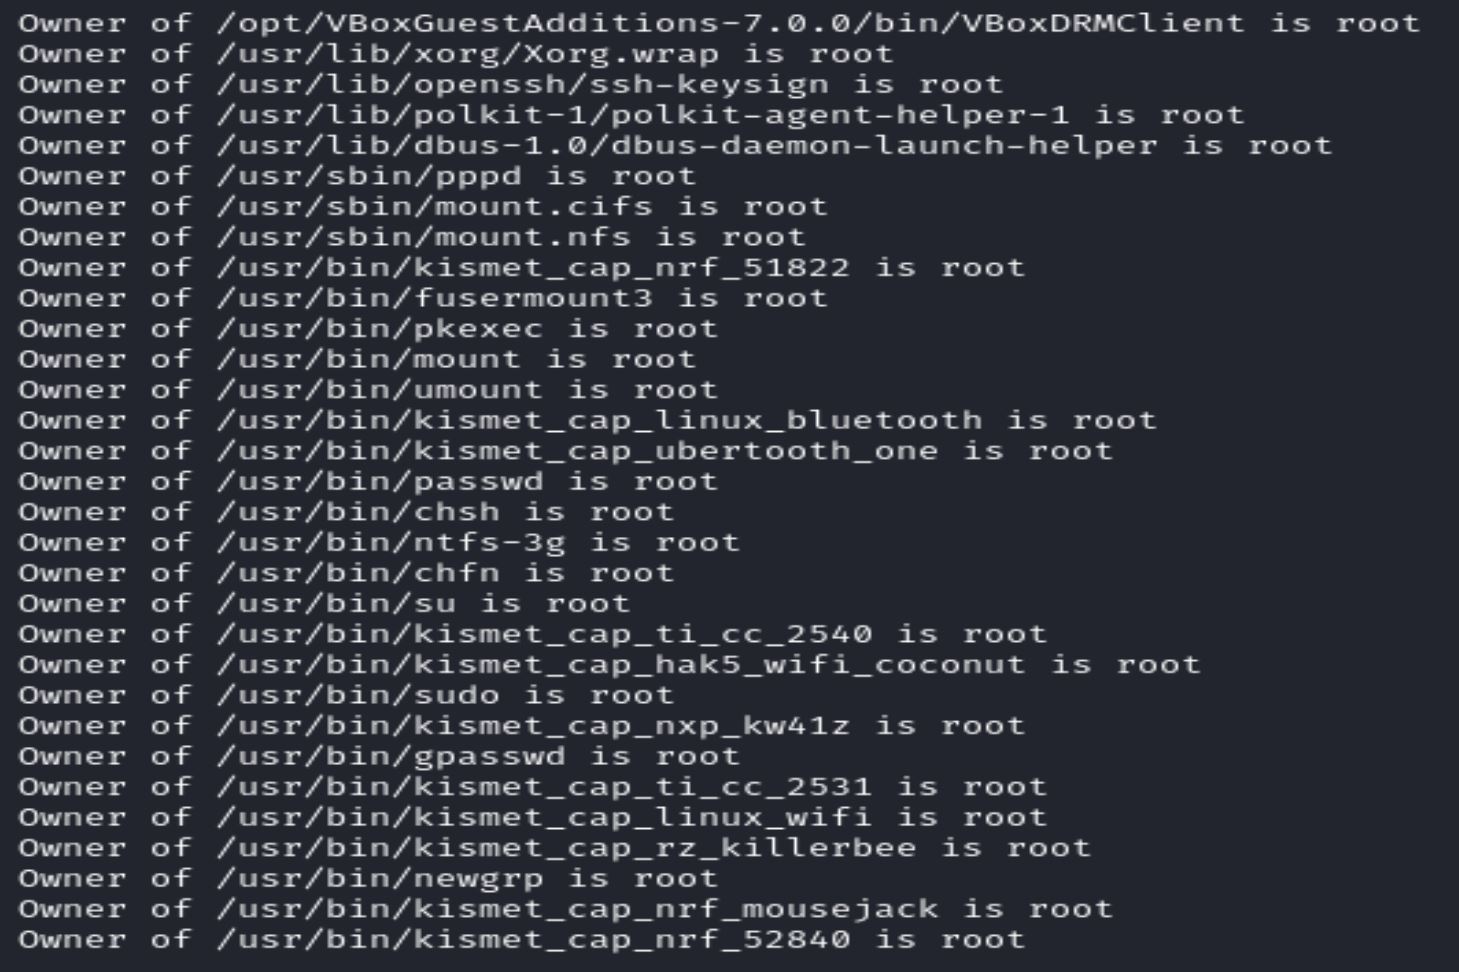 Owner of /opt/VBoxGuestAdditions-7.0.0/bin/VBoxDRMClient is root
Owner of /usr/lib/xorg/Xorg.wrap is root
Owner of /usr/lib/openssh/ssh-keysign is root
Owner of /usr/lib/polkit-1/polkit-agent-helper-1 is root
Owner of /usr/lib/dbus-1.0/dbus-daemon-launch-helper is root
Owner of /usr/sbin/pppd is root
Owner of /usr/sbin/mount.cifs is root
Owner of /usr/sbin/mount.nfs is root
Owner of /usr/bin/kismet_cap_nrf_51822 is root
Owner of /usr/bin/fusermount3 is root
Owner of /usr/bin/pkexec is root
Owner of /usr/bin/mount is root
Owner of /usr/bin/umount is root
Owner of /usr/bin/kismet_cap_linux_bluetooth is root
Owner of /usr/bin/kismet_cap_ubertooth_one is root
Owner of /usr/bin/passwd is root
Owner of /usr/bin/chsh is root
Owner of /usr/bin/ntfs-3g is root
Owner of /usr/bin/chfn is root
Owner of /usr/bin/su is root
Owner of /usr/bin/kismet_cap_ti_cc_2540 is root
Owner of /usr/bin/kismet_cap_hak5_wifi_coconut is root
Owner of /usr/bin/sudo is root
Owner of /usr/bin/kismet_cap_nxp_kw41z is root
Owner of /usr/bin/gpasswd is root
Owner of /usr/bin/kismet_cap_ti_cc_2531 is root
Owner of /usr/bin/kismet_cap_linux_wifi is root
Owner of /usr/bin/kismet_cap_rz_killerbee is root
Owner of /usr/bin/newgrp is root
Owner of /usr/bin/kismet_cap_nrf_mousejack is root
Owner of /usr/bin/kismet_cap_nrf_52840 is root